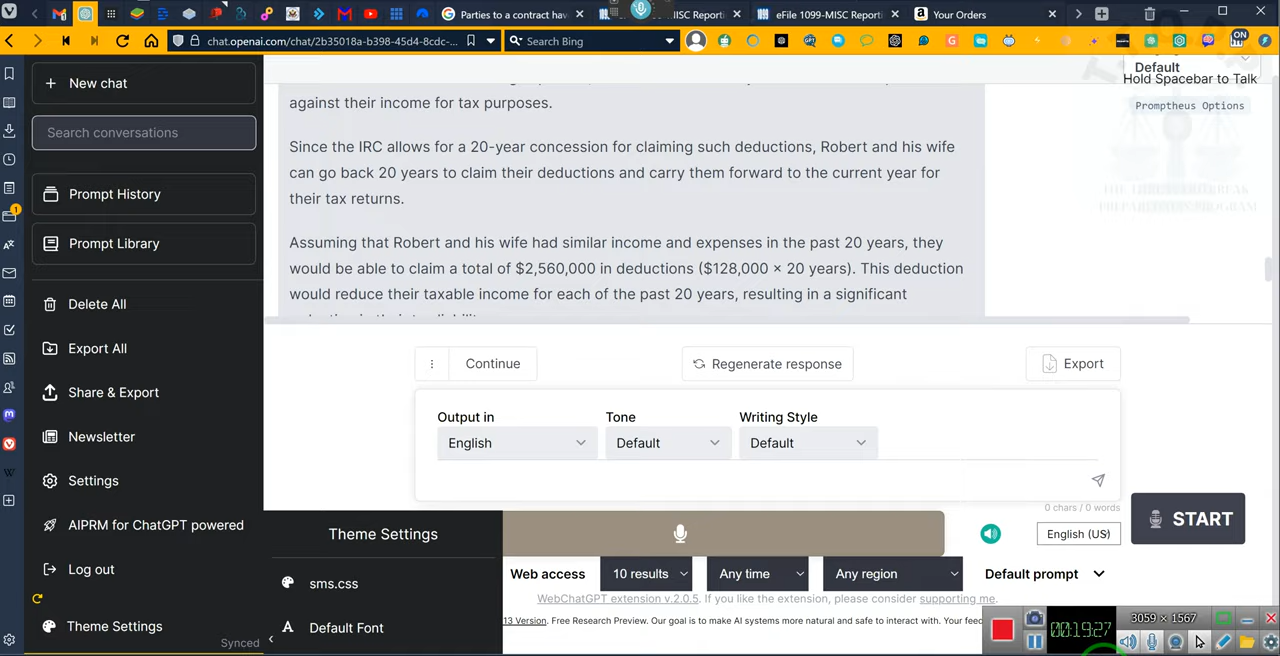 Parties to a contract hav
MISC Reporti
eFile 1099-MISC Reporti
Your Orders
chat.openai.com/chat/2b35018a-b398-45d4-8cdc-...
Search Bing
ON
Default
Hold Spacebar to Talk
Promptheus Options
New chat
Search conversations
Prompt History
Prompt Library
Delete All
Export All
Share & Export
Newsletter
Settings
AIPRM for ChatGPT powered
Log out
Theme Settings
Synced
1
against their income for tax purposes.
Since the IRC allows for a 20-year concession for claiming such deductions, Robert and his wife
can go back 20 years to claim their deductions and carry them forward to the current year for
their tax returns.
Assuming that Robert and his wife had similar income and expenses in the past 20 years, they
would be able to claim a total of $2,560,000 in deductions ($128,000 × 20 years). This deduction
would reduce their taxable income for each of the past 20 years, resulting in a significant
Continue
Regenerate response
Export
Output in
Tone
Writing Style
English
Default
Default
0 chars / 0 words
START
English (US)
Theme Settings
sms.css
Default Font
Web access
10 results
Any time
Any region
Default prompt
WebChatGPT extension v.2.0.5. If you like the extension, please consider supporting me.
13 Version. Free Research Preview. Our goal is to make AI systems more natural and safe to interact with. Your feed
00:19:27
3059 × 1567
PREPARATORY PROGRAM